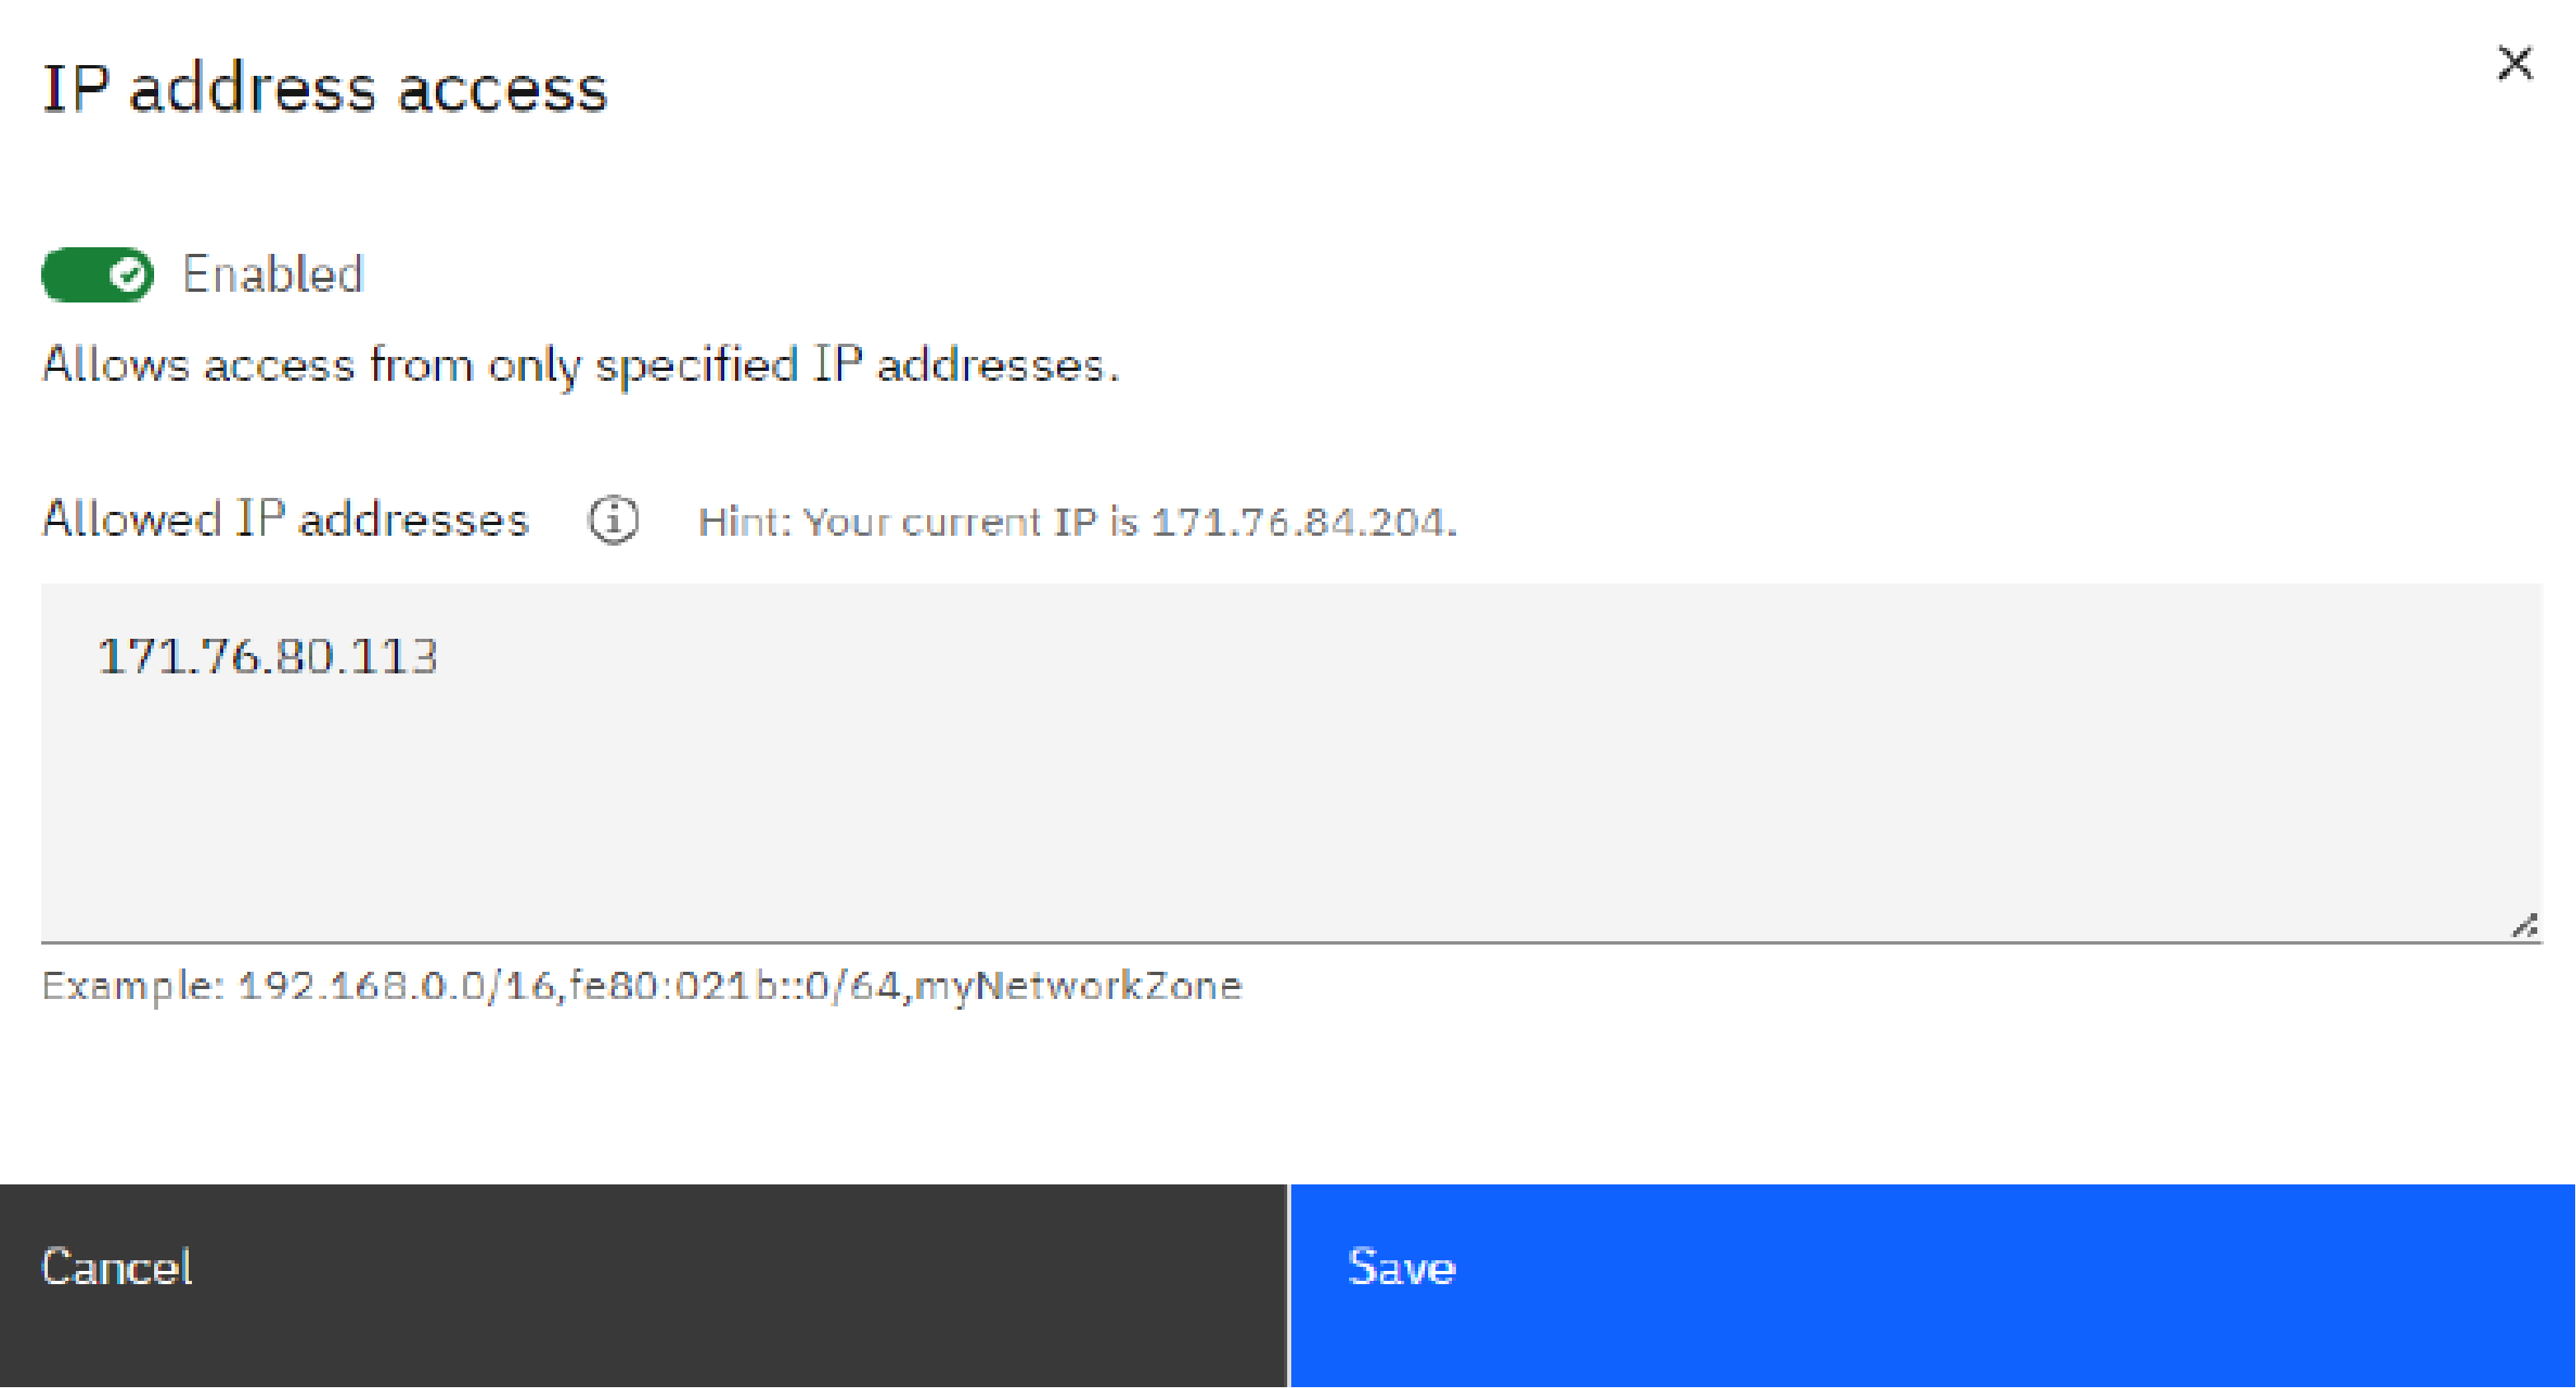 IP address access
Enabled
Allows access from only specified IP addresses.
Allowed IP addresses Hint: Your current IP is 171.76.84.204.
171.76.80.113
Example: 192.168.0.0/16,fe80:021b::0/64,myNetworkZone
Cancel Save